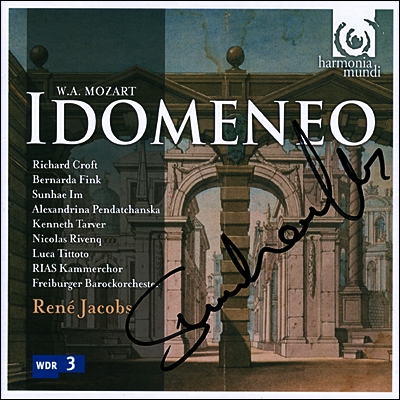 harmonia
mundi
W.A. MOZART
IDOMENEO
Richard Croft
Bernarda Fink
Sunhae Im
Alexandrina Pendatchanska
Kenneth Tarver
Nicolas Rivenq
Luca Tittoto
RIAS Kammerchor
Freiburger Barockorchester
René Jacobs
WDR 3